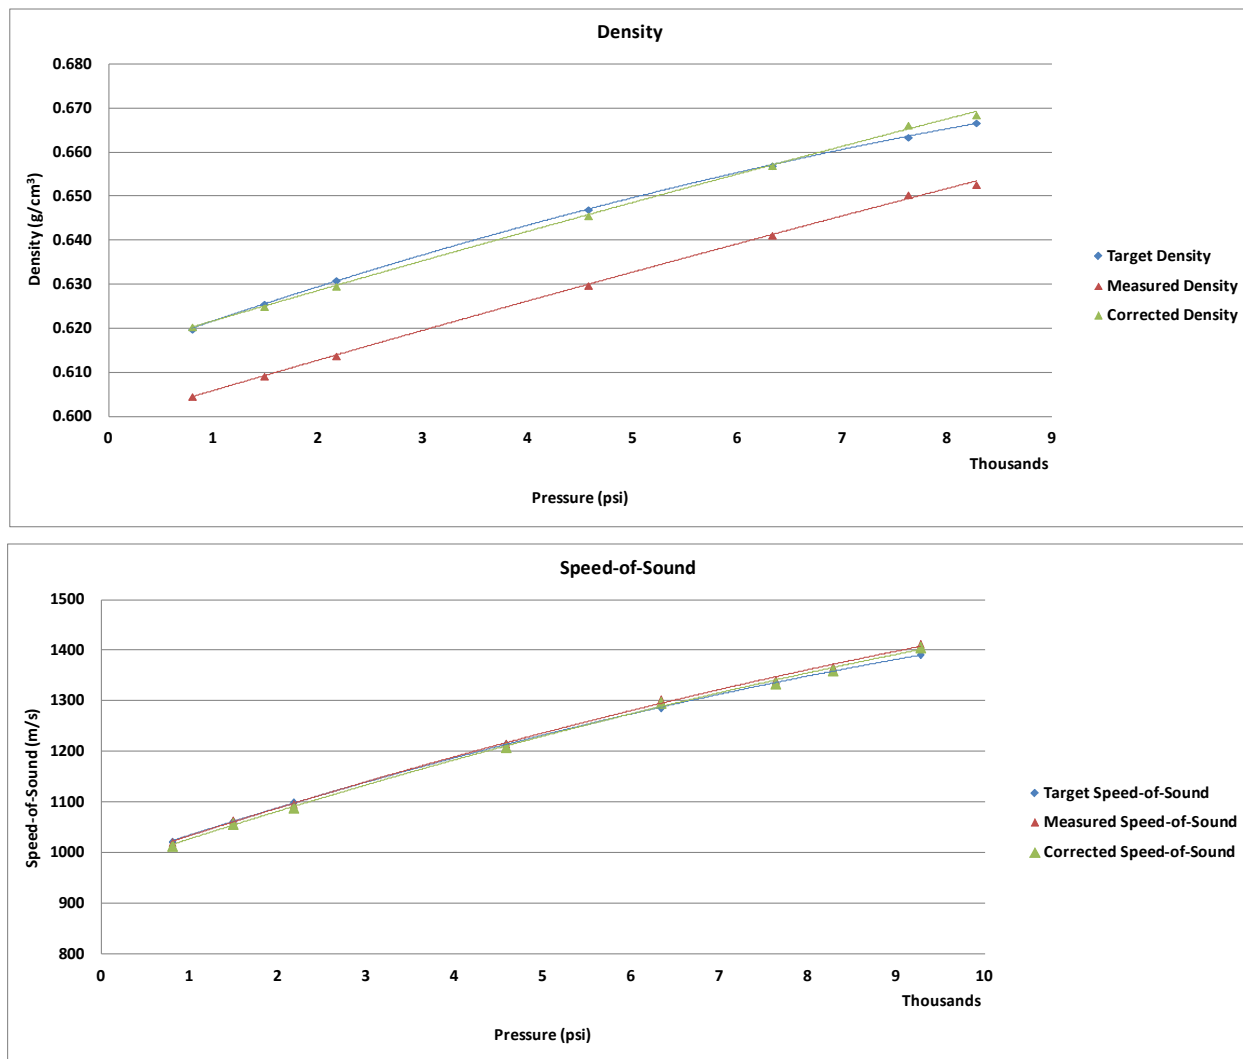 Density
0.680
0.670
0.660
0.650
0.640
0.630
0.620
0.610
0.600
Density (g/cm³)
0 1 2 3 4 5 6 7 8 9
Thousands
Pressure (psi)
Target Density
Measured Density
Corrected Density
Speed-of-Sound
1500
1400
1300
1200
1100
1000
900
800
Speed-of-Sound (m/s)
0 1 2 3 4 5 6 7 8 9 10
Thousands
Pressure (psi)
Target Speed-of-Sound
Measured Speed-of-Sound
Corrected Speed-of-Sound